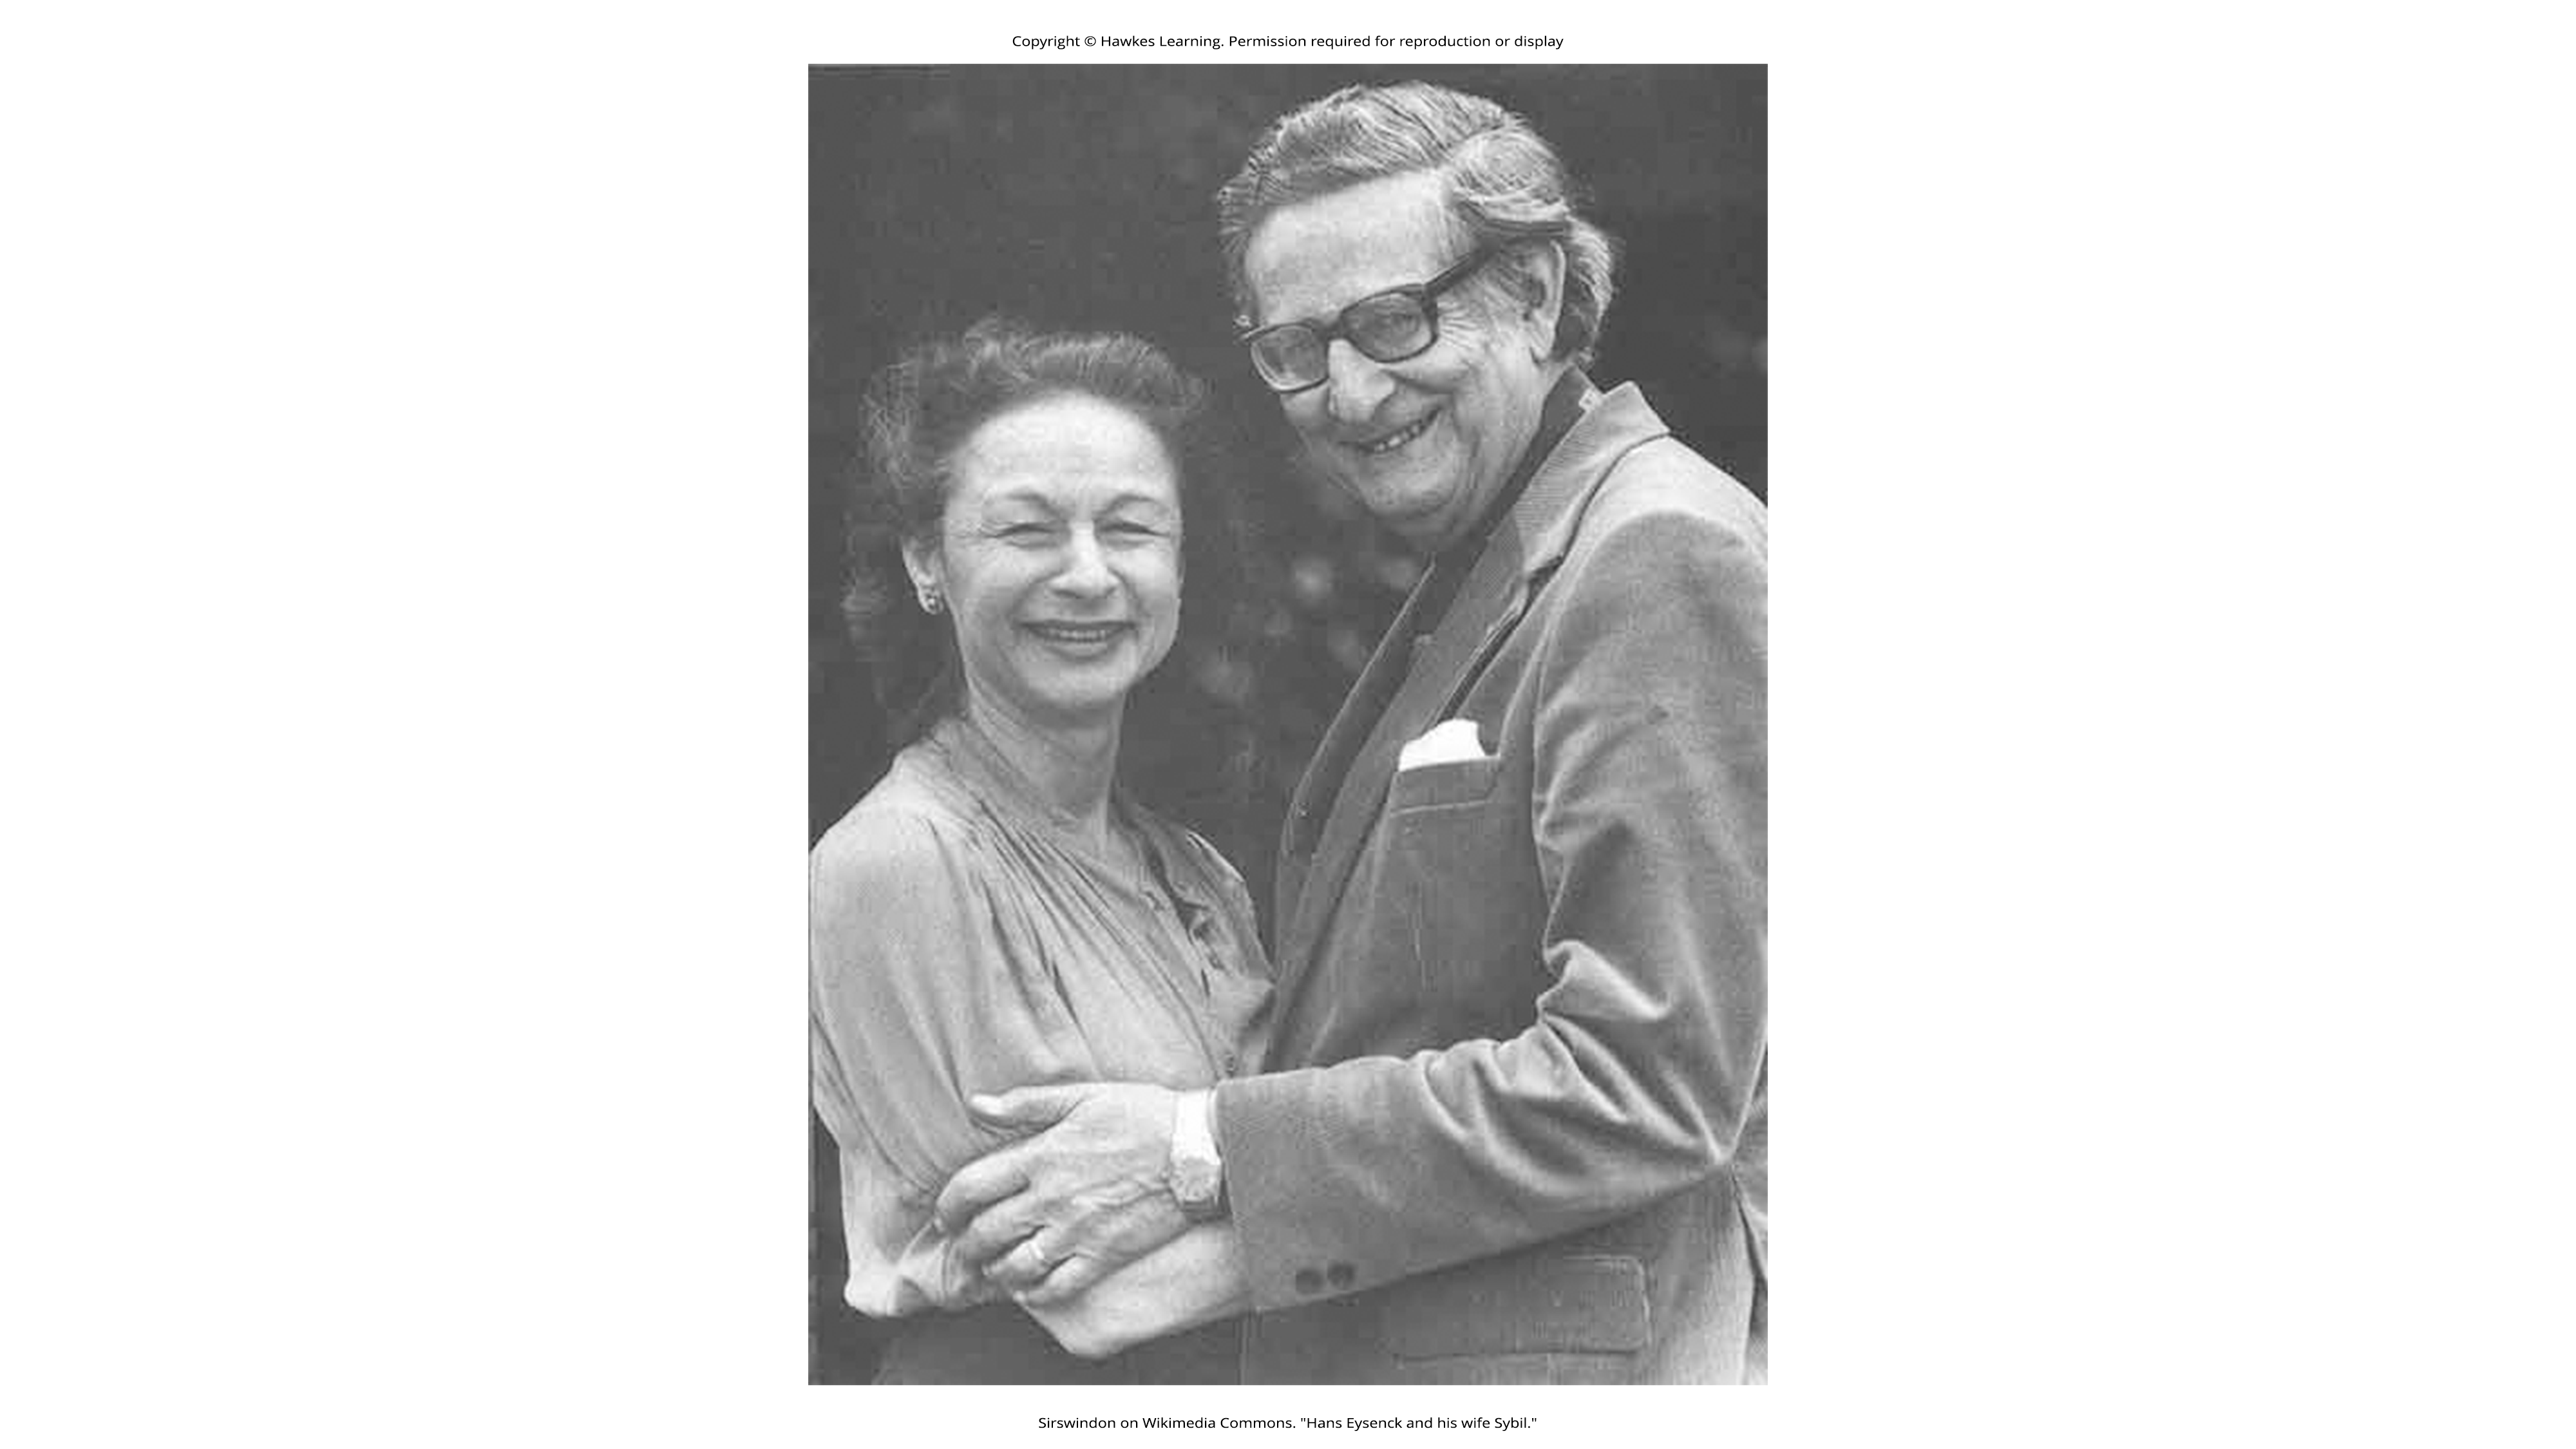 Copyright © Hawkes Learning. Permission required for reproduction or display
Sirswindon on Wikimedia Commons. "Hans Eysenck and his wife Sybil."